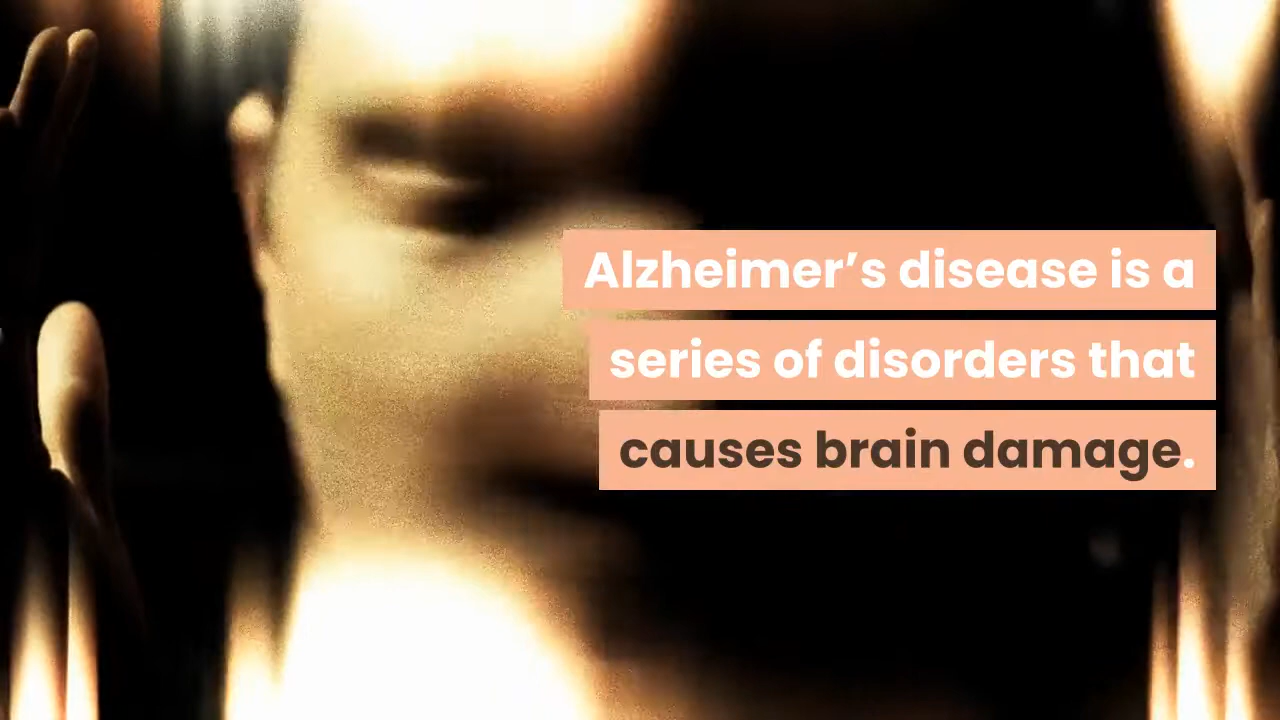 Alzheimer’s disease is a
series of disorders that
causes brain damage.